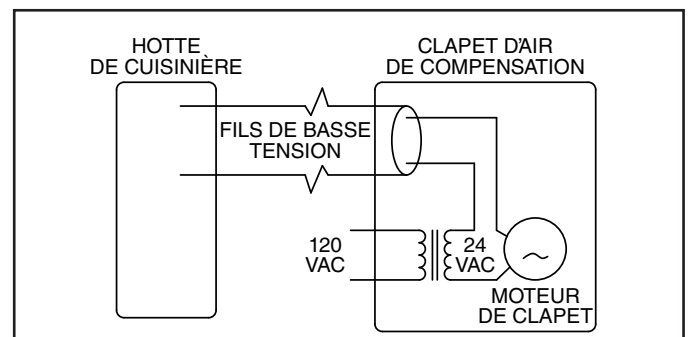 HOTTE
DE CUISINIÈRE
CLAPET D'AIR
DE COMPENSATION
FILS DE BASSE
TENSION
120
VAC
24
VAC
MOTEUR
DE CLAPET